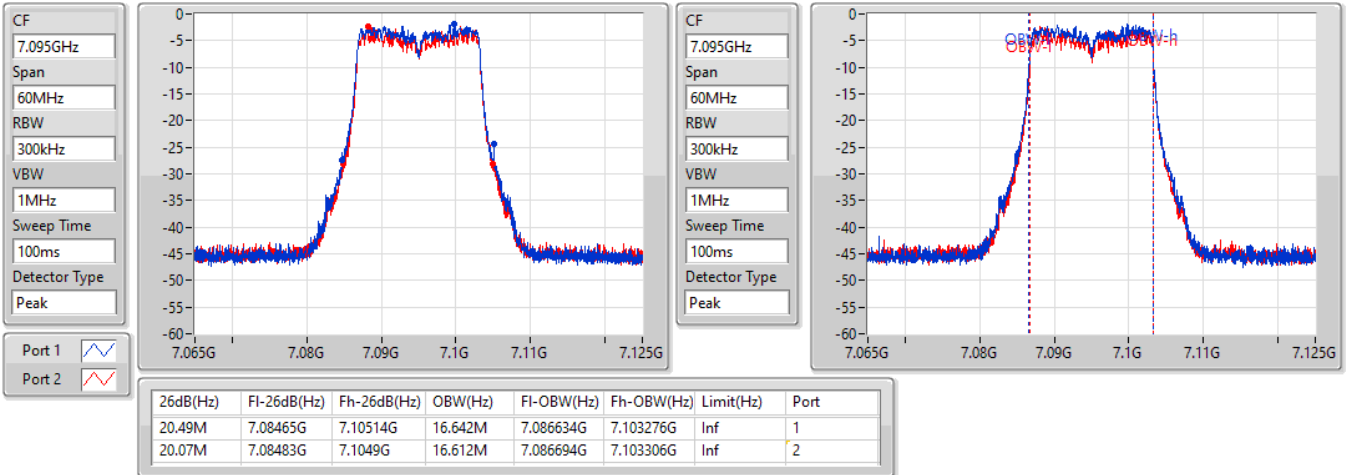 CF
7.095GHz
Span
60MHz
RBW
300kHz
VBW
1MHz
Sweep Time
100ms
Detector Type
Peak
Port 1
Port 2
0-
-5-
-10-
-15-
-20-
-25-
-30-
-35-
-40-
-45-
-50-
-55-
-60-
7.065G 7.08G 7.09G 7.1G 7.11G 7.125G
CF
7.095GHz
Span
60MHz
RBW
300kHz
VBW
1MHz
Sweep Time
100ms
Detector Type
Peak
0-
-5-
-10-
-15-
-20-
-25-
-30-
-35-
-40-
-45-
-50-
-55-
-60-
OBW-l OBW-h
OBW-l OBW-h
7.065G 7.08G 7.09G 7.1G 7.11G 7.125G
26dB(Hz) Fl-26dB(Hz) Fh-26dB(Hz) OBW(Hz) Fl-OBW(Hz) Fh-OBW(Hz) Limit(Hz) Port
20.49M 7.08465G 7.10514G 16.642M 7.086634G 7.103276G Inf 1
20.07M 7.08483G 7.1049G 16.612M 7.086694G 7.103306G Inf 2